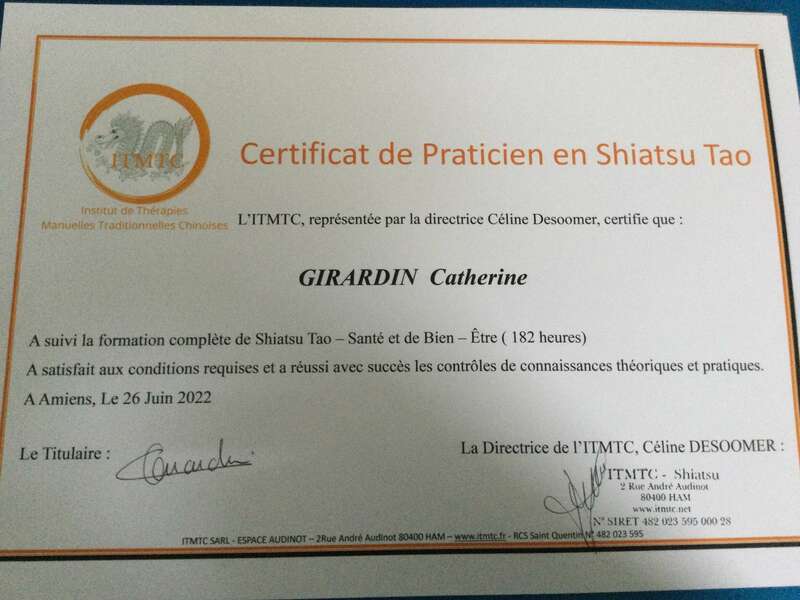 ITMTC
Institut de Thérapies
Manuelles Traditionnelles Chinoises
Certificat de Praticien en Shiatsu Tao
L'ITMTC, représentée par la directrice Céline Desoomer, certifie que :
GIRARDIN Catherine
A suivi la formation complète de Shiatsu Tao – Santé et de Bien – Être ( 182 heures)
A satisfait aux conditions requises et a réussi avec succès les contrôles de connaissances théoriques et pratiques.
A Amiens, Le 26 Juin 2022
Le Titulaire :
La Directrice de l'ITMTC, Céline DESOOMER :
ITMTC - Shiatsu
2 Rue André Audinot
80400 HAM
www.itmtc.net
N° SIRET 482 023 595 000 28
ITMTC SARL - ESPACE AUDINOT – 2Rue André Audinot 80400 HAM – www.itmtc.fr - RCS Saint Quentin N° 482 023 595